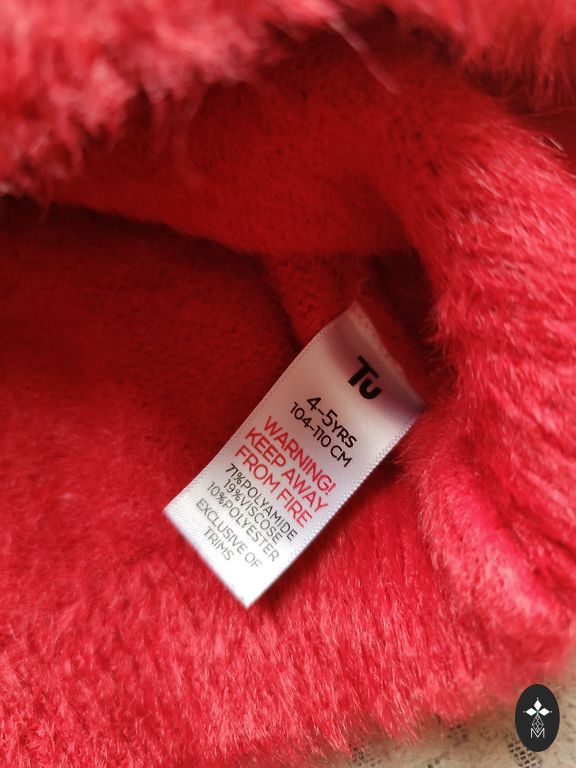 Tu
4-5YRS
104-110 CM
WARNING!
KEEP AWAY
FROM FIRE
71%POLYAMIDE
19%VISCOSE
10%POLYESTER
EXCLUSIVE OF
TRIMS
M